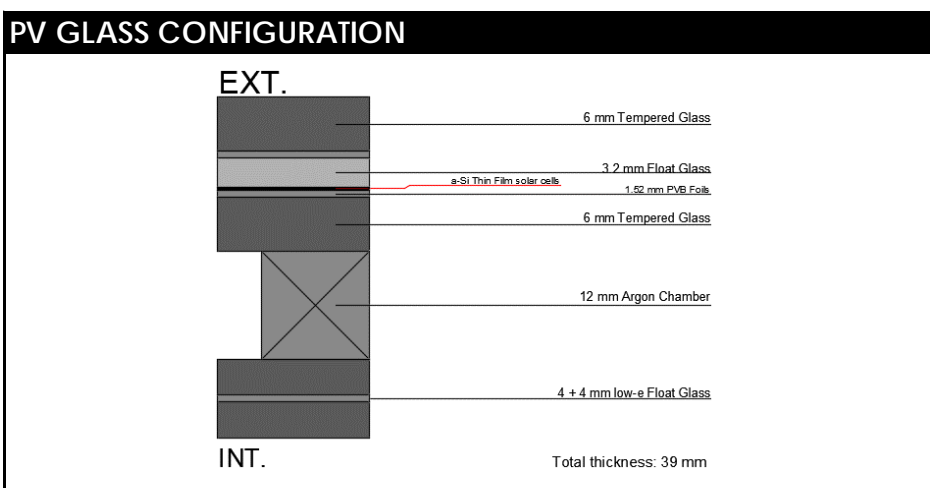 PV GLASS CONFIGURATION
EXT.
6 mm Tempered Glass
3.2 mm Float Glass
a-Si Thin Film solar cells
1.52 mm PVB Foils
6 mm Tempered Glass
12 mm Argon Chamber
4 + 4 mm low-e Float Glass
INT.
Total thickness: 39 mm